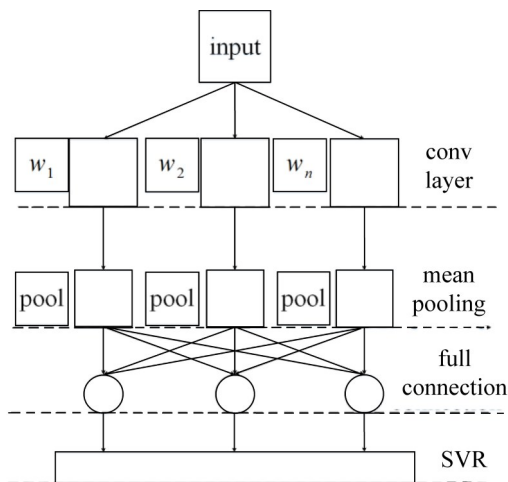 input
w₁
w₂
wₙ
conv
layer
pool
pool
pool
mean
pooling
full
connection
SVR